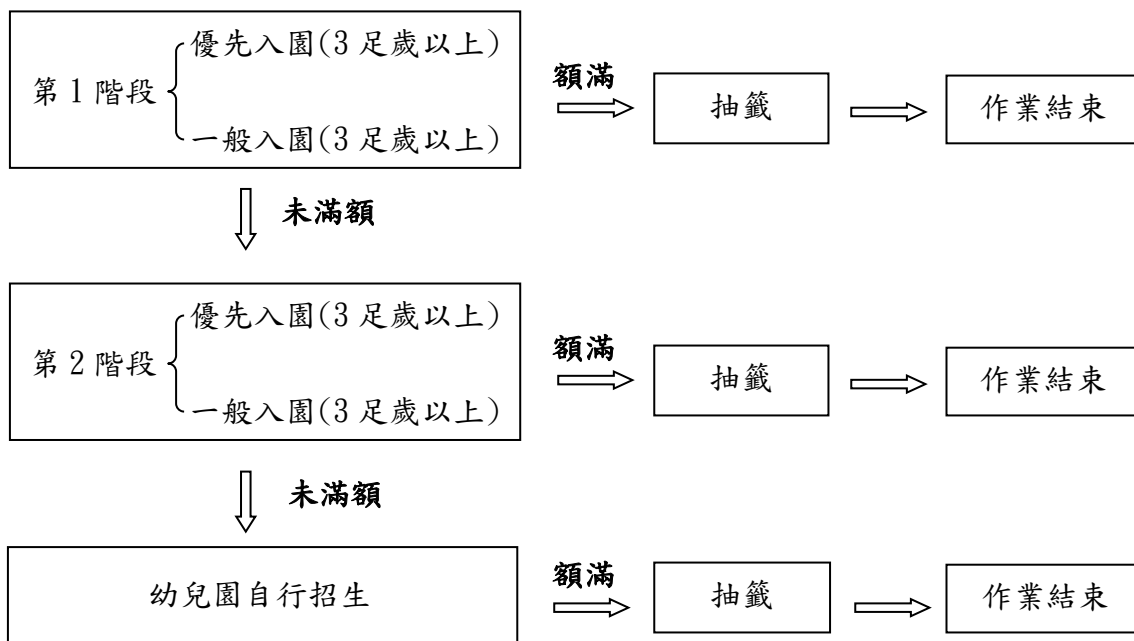 優先入園(3 足歲以上)
第 1 階段
一般入園(3 足歲以上)
額滿
抽籤
作業結束
未滿額
優先入園(3 足歲以上)
第 2 階段
一般入園(3 足歲以上)
額滿
抽籤
作業結束
未滿額
幼兒園自行招生
額滿
抽籤
作業結束